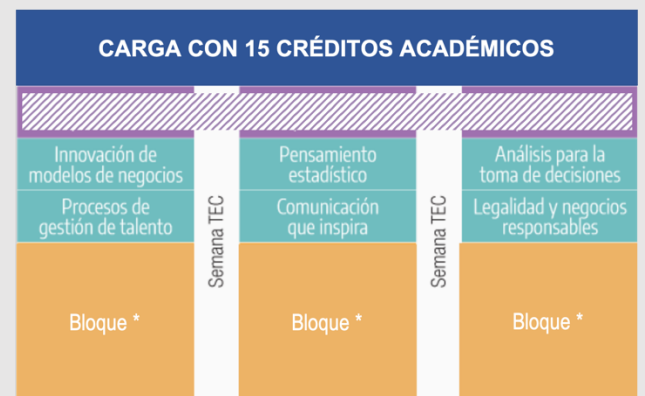 CARGA CON 15 CRÉDITOS ACADÉMICOS
Innovación de
modelos de negocios
Procesos de
gestión de talento
Bloque *
Semana TEC
Pensamiento
estadístico
Comunicación
que inspira
Bloque *
Semana TEC
Análisis para la
toma de decisiones
Legalidad y negocios
responsables
Bloque *